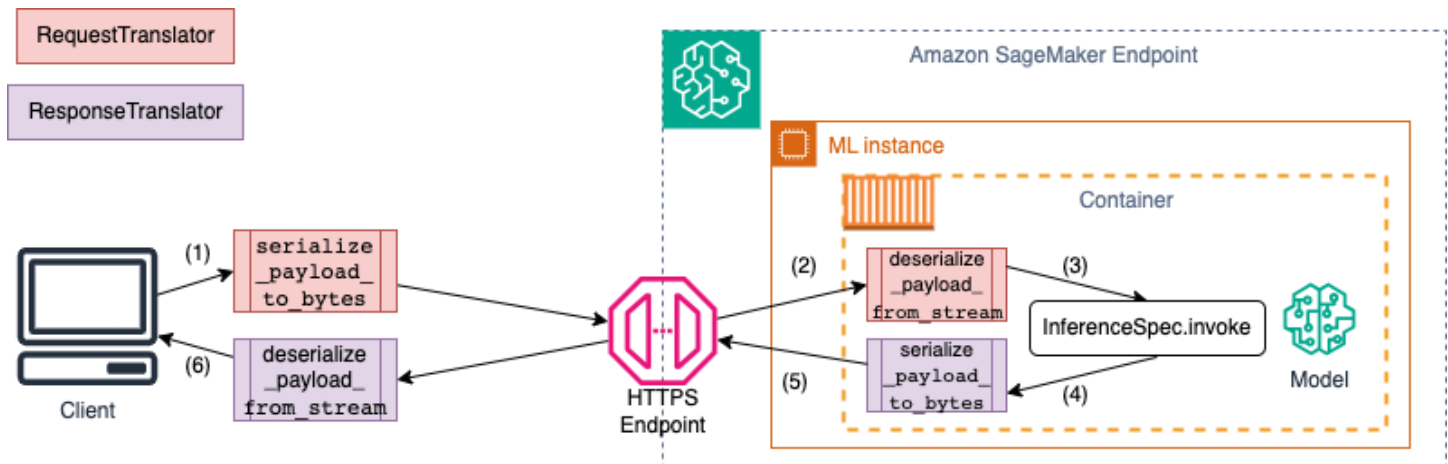 RequestTranslator
ResponseTranslator
Amazon SageMaker Endpoint
ML instance
Container
(1)
serialize
_payload_
to_bytes
(2)
deserialize
_payload_
from_stream
(3)
InferenceSpec.invoke
Model
(4)
serialize
_payload_
to_bytes
(5)
HTTPS
Endpoint
deserialize
_payload_
from_stream
(6)
Client